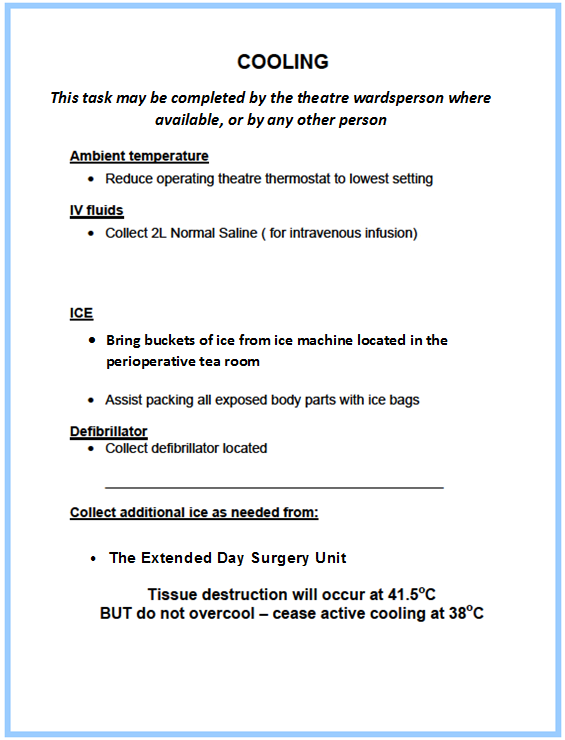 COOLING
This task may be completed by the theatre wardsperson where
available, or by any other person
Ambient temperature
• Reduce operating theatre thermostat to lowest setting
IV fluids
• Collect 2L Normal Saline ( for intravenous infusion)
ICE
• Bring buckets of ice from ice machine located in the
perioperative tea room
• Assist packing all exposed body parts with ice bags
Defibrillator
• Collect defibrillator located
Collect additional ice as needed from:
• The Extended Day Surgery Unit
Tissue destruction will occur at 41.5°C
BUT do not overcool – cease active cooling at 38°C